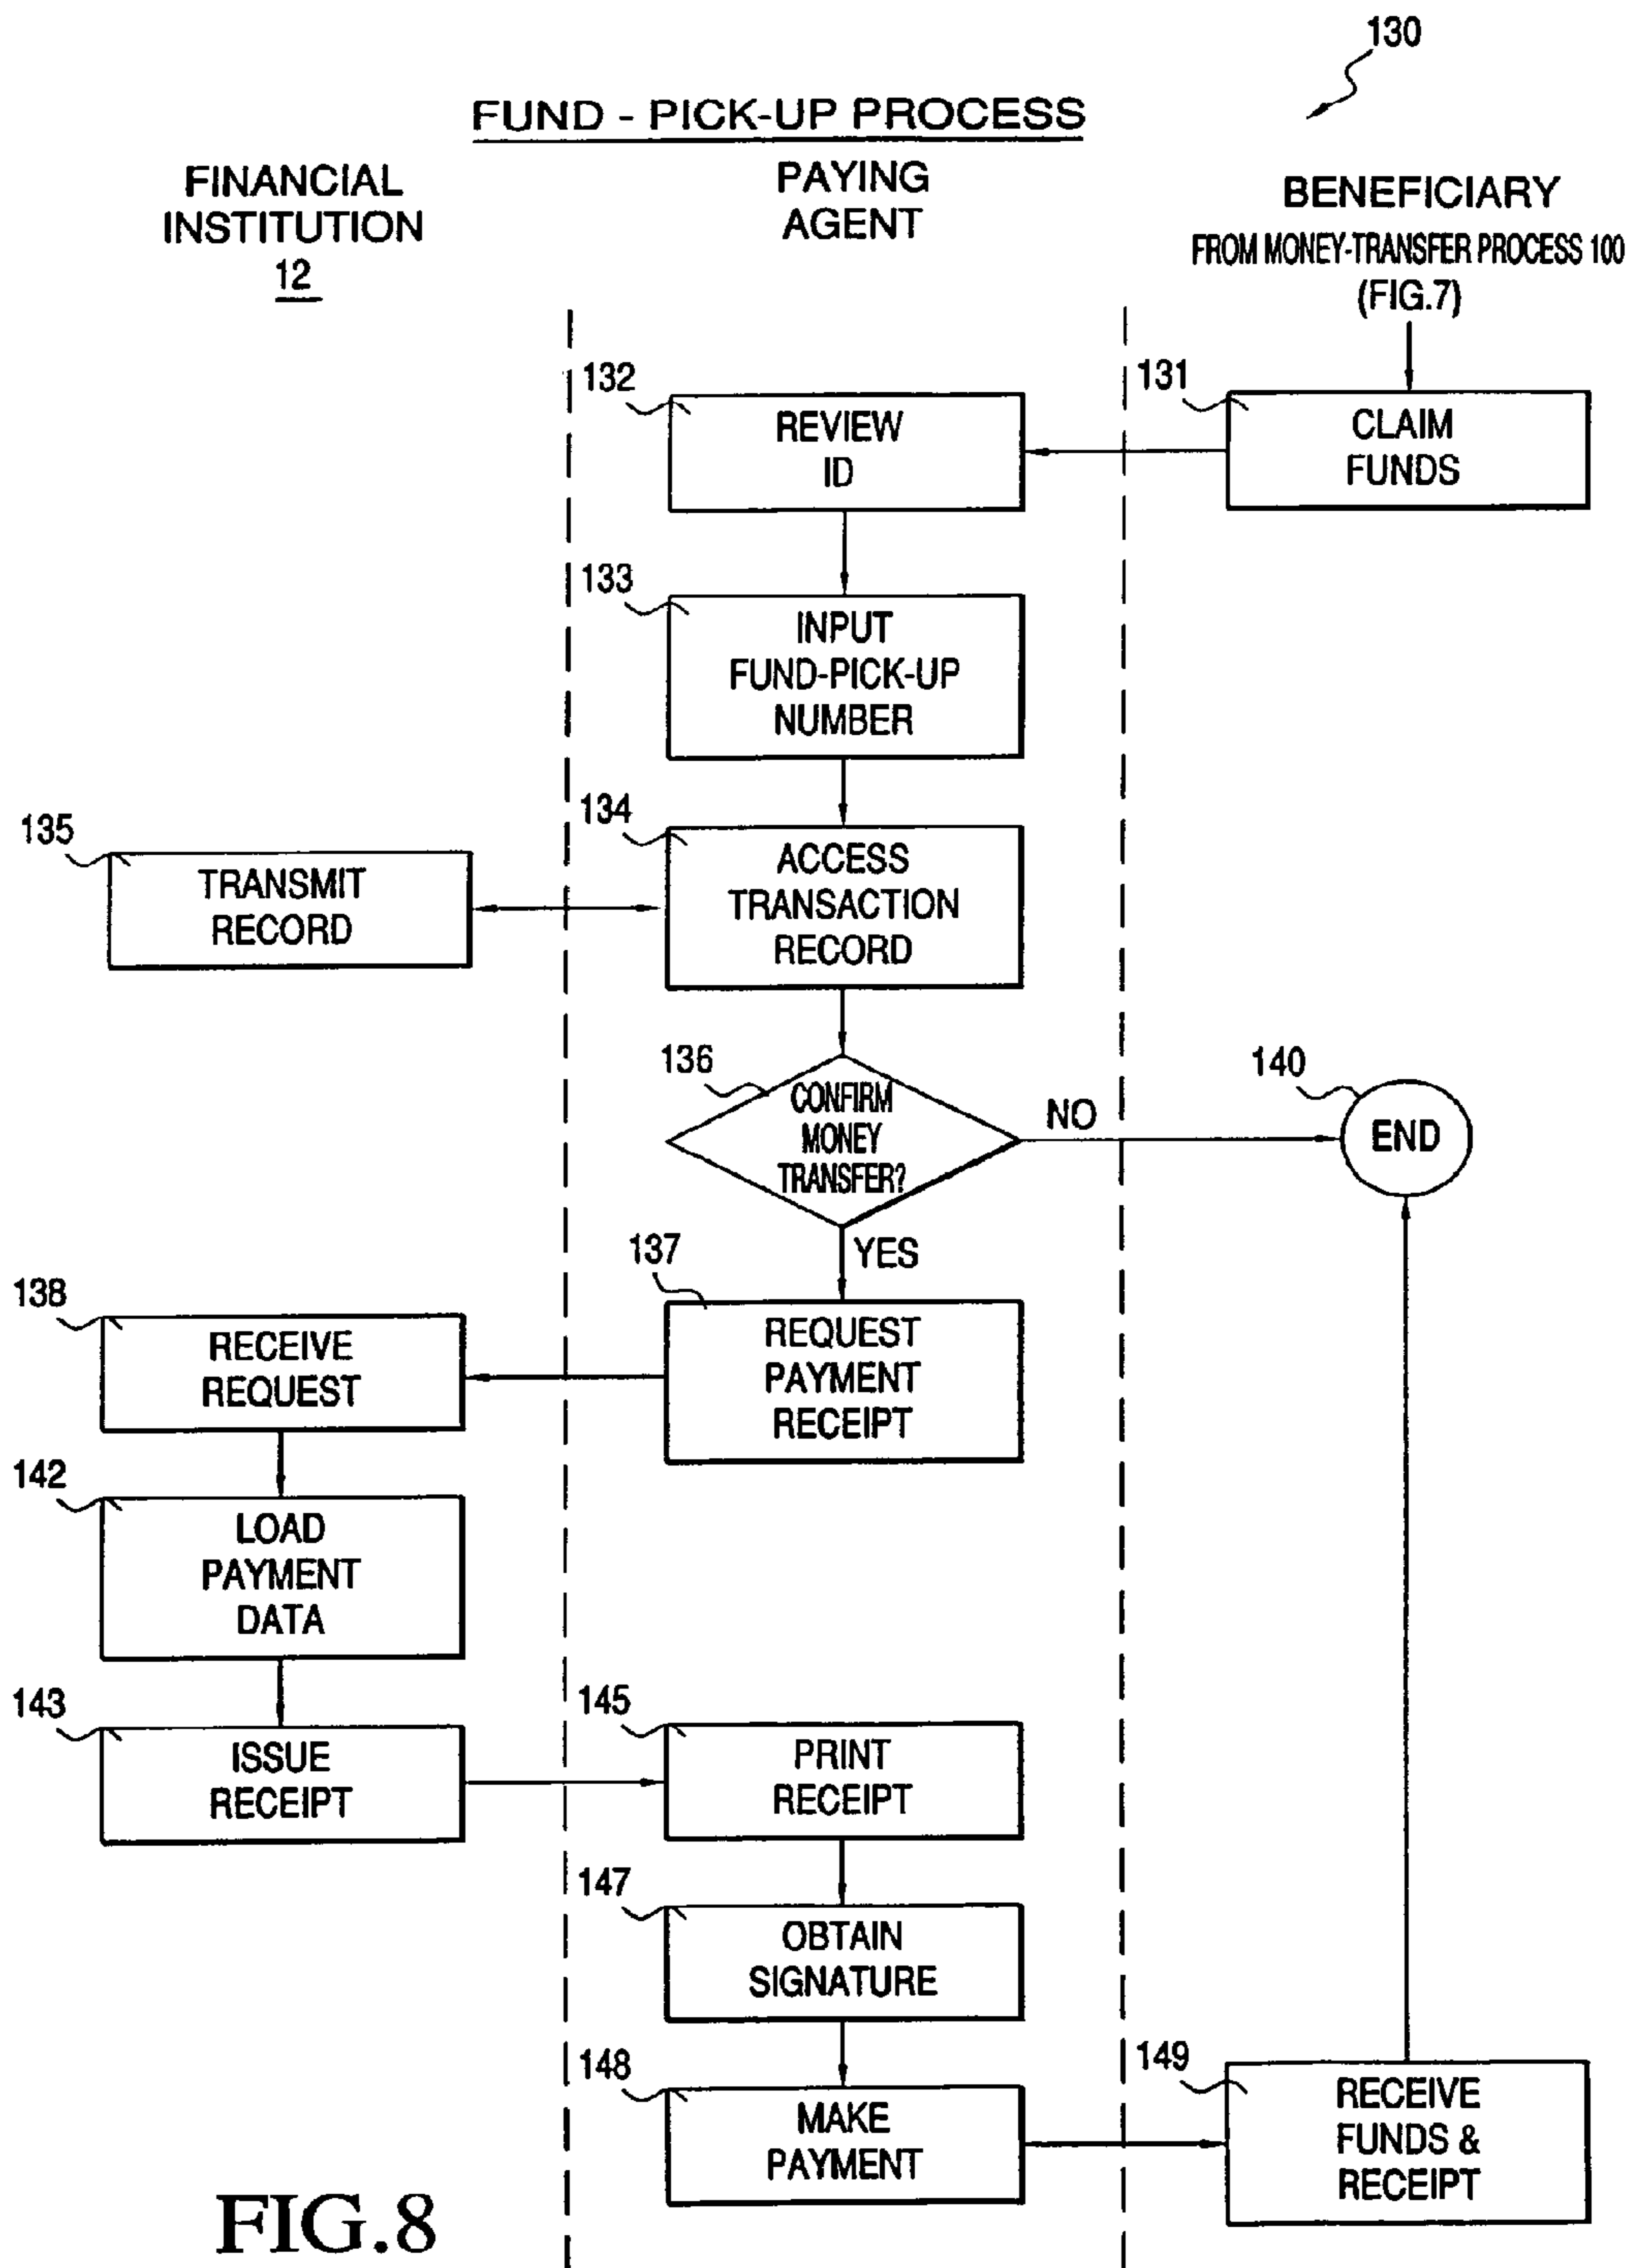 130
FUND - PICK-UP PROCESS
FINANCIAL
INSTITUTION
12
PAYING
AGENT
BENEFICIARY
FROM MONEY-TRANSFER PROCESS 100
(FIG.7)
131
CLAIM
FUNDS
132
REVIEW
ID
133
INPUT
FUND-PICK-UP
NUMBER
134
ACCESS
TRANSACTION
RECORD
135
TRANSMIT
RECORD
136
CONFIRM
MONEY
TRANSFER?
NO
140
END
YES
137
REQUEST
PAYMENT
RECEIPT
138
RECEIVE
REQUEST
142
LOAD
PAYMENT
DATA
143
ISSUE
RECEIPT
145
PRINT
RECEIPT
147
OBTAIN
SIGNATURE
148
MAKE
PAYMENT
149
RECEIVE
FUNDS &
RECEIPT
FIG.8